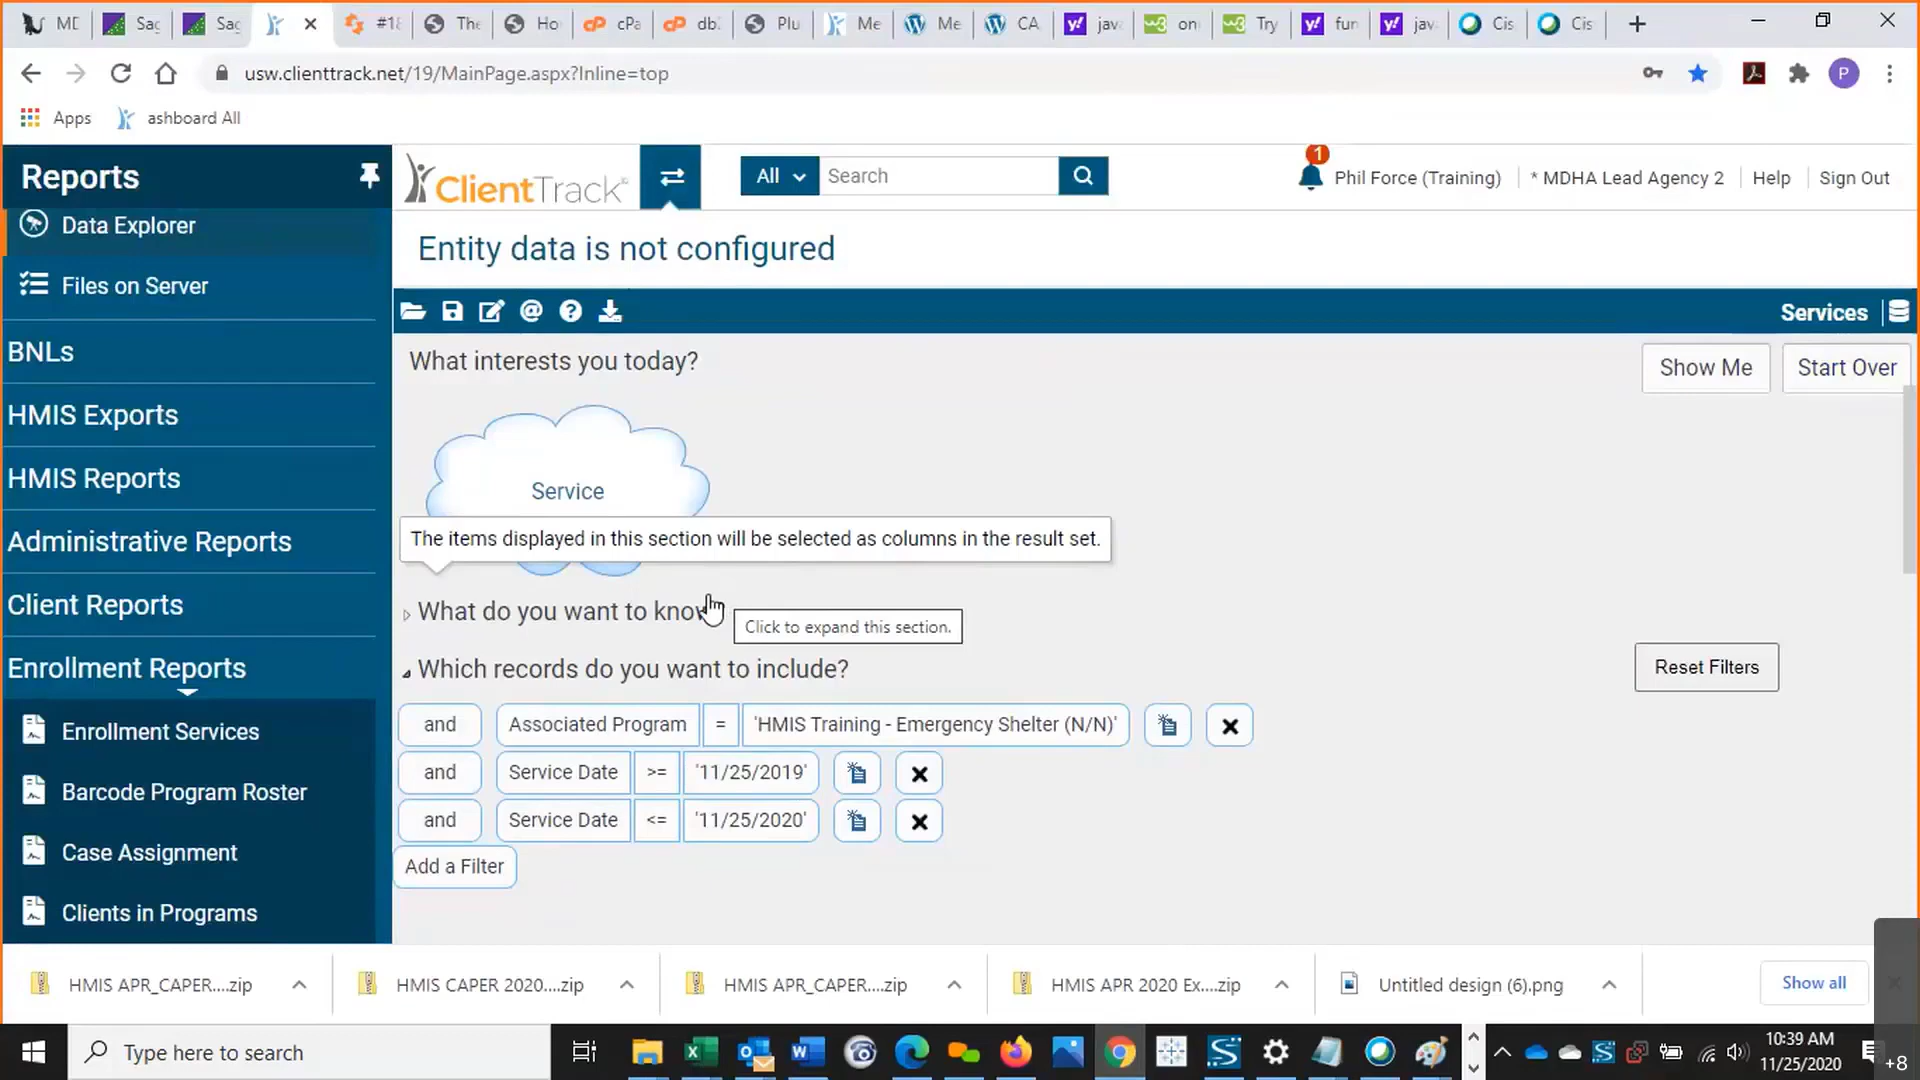 MD
Sag
Sag
#18
The
Ho
cPa
db
Plu
Me
Me
CA
jav
on
Try
fun
jav
Cis
Cis
usw.clienttrack.net/19/MainPage.aspx?Inline=top
P
Apps
ashboard All
Reports
ClientTrack
All
Search
1
Phil Force (Training)
* MDHA Lead Agency 2
Help
Sign Out
Data Explorer
Entity data is not configured
Files on Server
Services
BNLs
What interests you today?
Show Me
Start Over
HMIS Exports
HMIS Reports
Service
Administrative Reports
The items displayed in this section will be selected as columns in the result set.
Client Reports
What do you want to know
Click to expand this section.
Enrollment Reports
Which records do you want to include?
Reset Filters
Enrollment Services
and Associated Program = 'HMIS Training - Emergency Shelter (N/N)'
and Service Date >= '11/25/2019'
Barcode Program Roster
and Service Date <= '11/25/2020'
Case Assignment
Add a Filter
Clients in Programs
HMIS APR_CAPER....zip
HMIS CAPER 2020....zip
HMIS APR_CAPER....zip
HMIS APR 2020 Ex....zip
Untitled design (6).png
Show all
Type here to search
10:39 AM
11/25/2020
+8